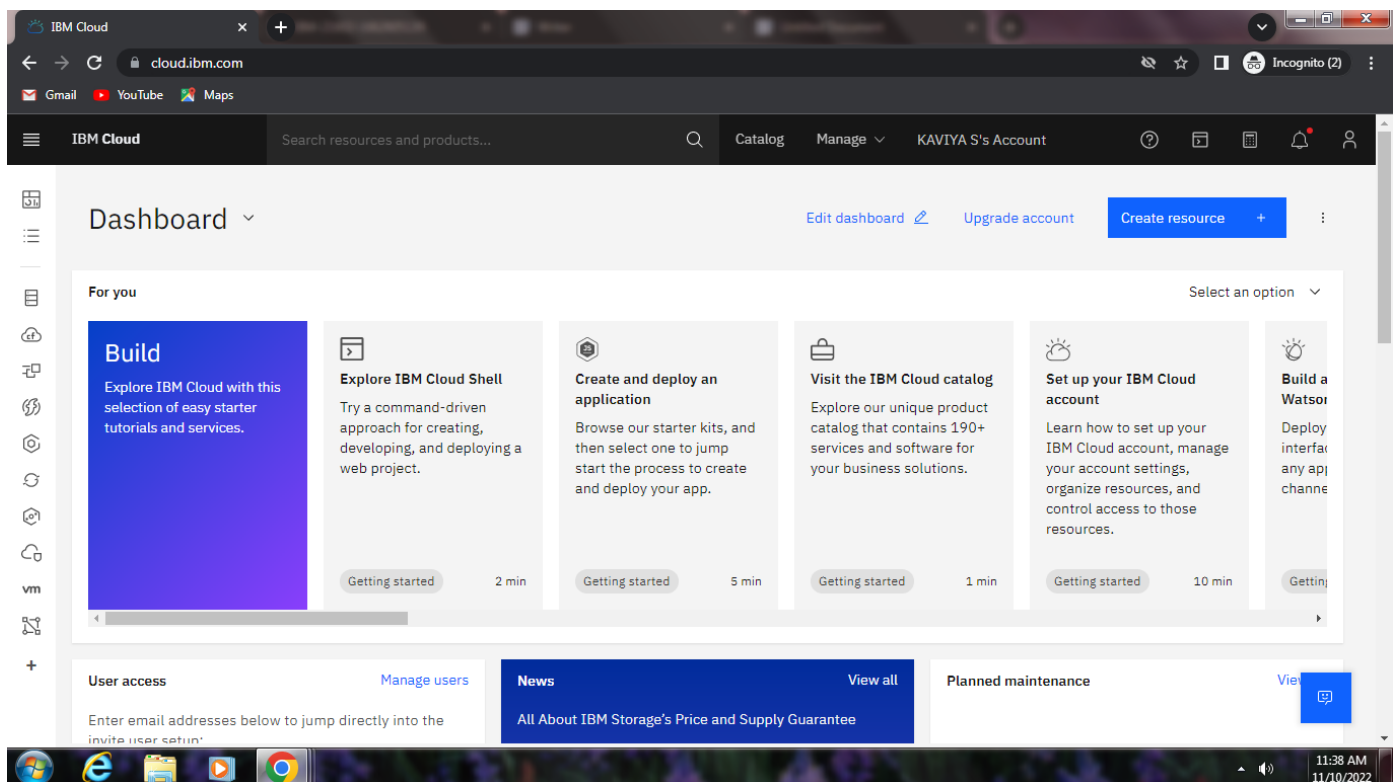 IBM Cloud
cloud.ibm.com
Incognito (2)
Gmail YouTube Maps
IBM Cloud
Search resources and products...
Catalog Manage KAVIYA S's Account
Dashboard
Edit dashboard Upgrade account Create resource +
For you
Select an option
Build
Explore IBM Cloud with this
selection of easy starter
tutorials and services.
Explore IBM Cloud Shell
Try a command-driven
approach for creating,
developing, and deploying a
web project.
Getting started 2 min
Create and deploy an
application
Browse our starter kits, and
then select one to jump
start the process to create
and deploy your app.
Getting started 5 min
Visit the IBM Cloud catalog
Explore our unique product
catalog that contains 190+
services and software for
your business solutions.
Getting started 1 min
Set up your IBM Cloud
account
Learn how to set up your
IBM Cloud account, manage
your account settings,
organize resources, and
control access to those
resources.
Getting started 10 min
Build a
Deploy
any
vm
User access Manage users
Enter email addresses below to jump directly into the
invite user setup:
News View all
All About IBM Storage's Price and Supply Guarantee
Planned maintenance
11:38 AM
11/10/2022